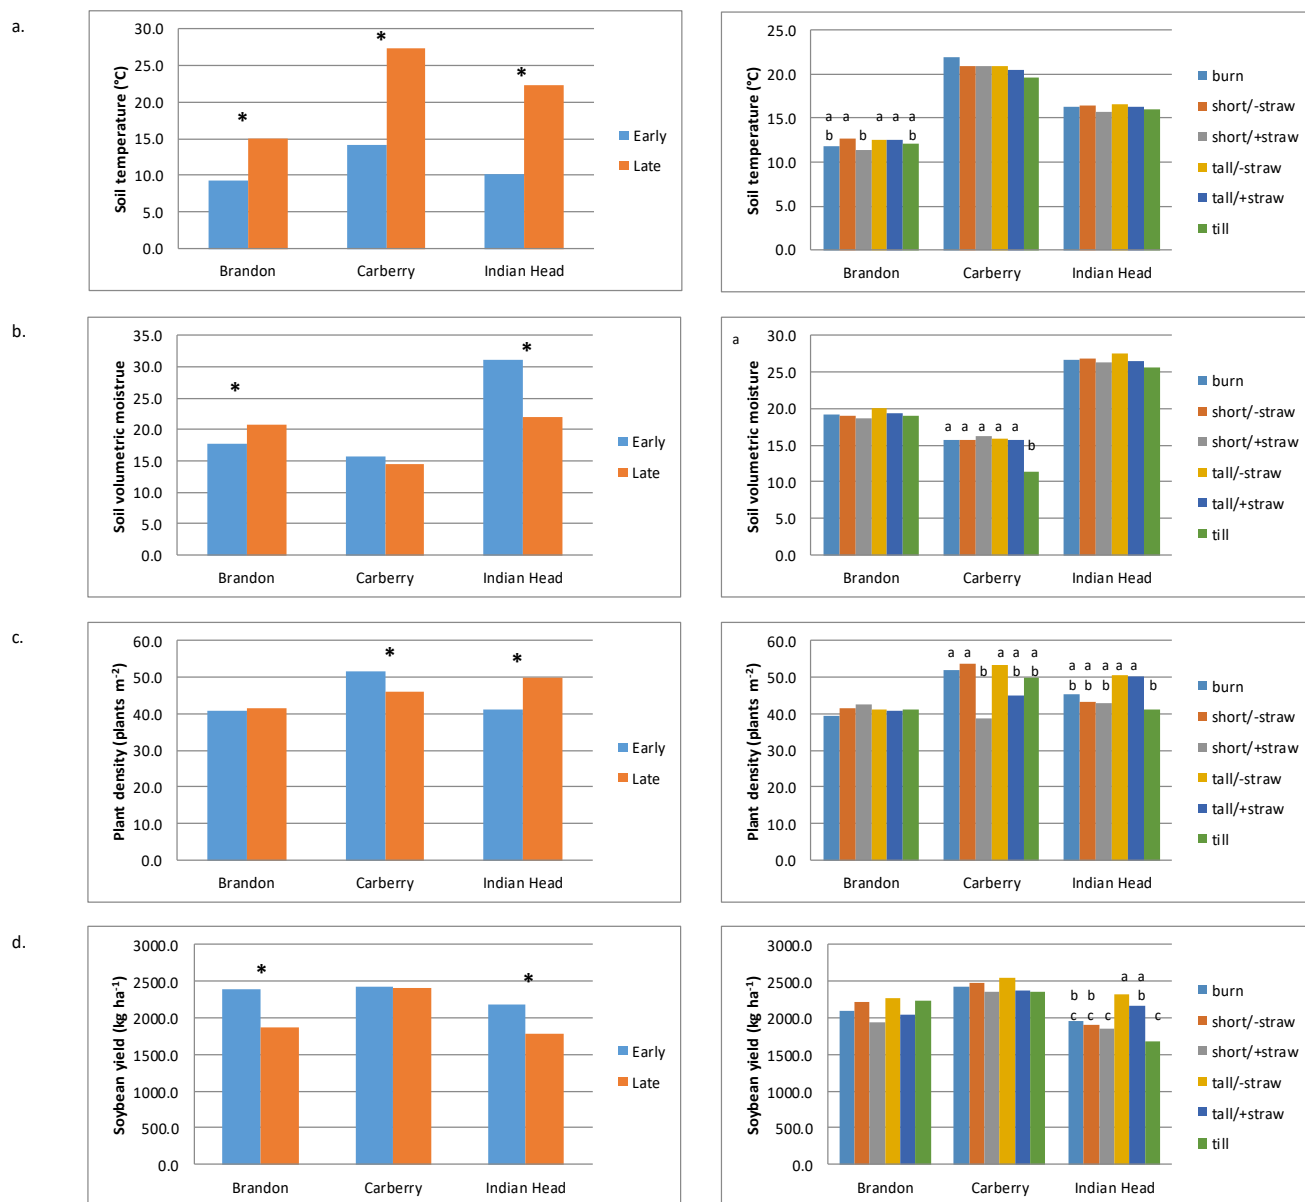 a.
Soil temperature (°C)
30.0
25.0
20.0
15.0
10.0
5.0
0.0
*
*
*
Brandon
Carberry
Indian Head
Early
Late
Soil temperature (°C)
25.0
20.0
15.0
10.0
5.0
0.0
a a a a a
b b b
Brandon
Carberry
Indian Head
burn
short/-straw
short/+straw
tall/-straw
tall/+straw
till
b.
Soil volumetric moistrue
35.0
30.0
25.0
20.0
15.0
10.0
5.0
0.0
*
*
Brandon
Carberry
Indian Head
Early
Late
a
Soil volumetric moisture
30.0
25.0
20.0
15.0
10.0
5.0
0.0
a a a a a
b
Brandon
Carberry
Indian Head
burn
short/-straw
short/+straw
tall/-straw
tall/+straw
till
c.
Plant density (plants m-2)
60.0
50.0
40.0
30.0
20.0
10.0
0.0
*
*
Brandon
Carberry
Indian Head
Early
Late
Plant density (plants m-2)
60.0
50.0
40.0
30.0
20.0
10.0
0.0
a a a a a
b b b
a a a a a
b b b b
Brandon
Carberry
Indian Head
burn
short/-straw
short/+straw
tall/-straw
tall/+straw
till
d.
Soybean yield (kg ha-1)
3000.0
2500.0
2000.0
1500.0
1000.0
500.0
0.0
*
*
Brandon
Carberry
Indian Head
Early
Late
Soybean yield (kg ha-1)
3000.0
2500.0
2000.0
1500.0
1000.0
500.0
0.0
a a
b b b
c c c c
Brandon
Carberry
Indian Head
burn
short/-straw
short/+straw
tall/-straw
tall/+straw
till